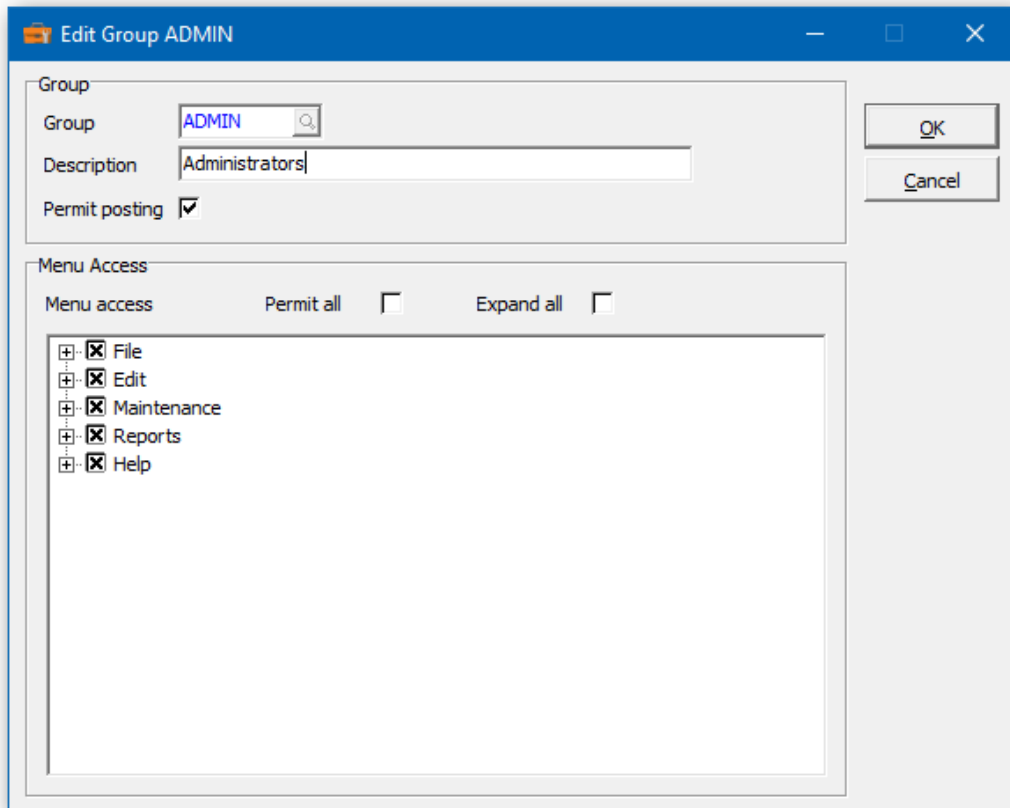 Edit Group ADMIN
Group
Group ADMIN
OK
Description Administrators
Cancel
Permit posting
Menu Access
Menu access Permit all Expand all
File
Edit
Maintenance
Reports
Help